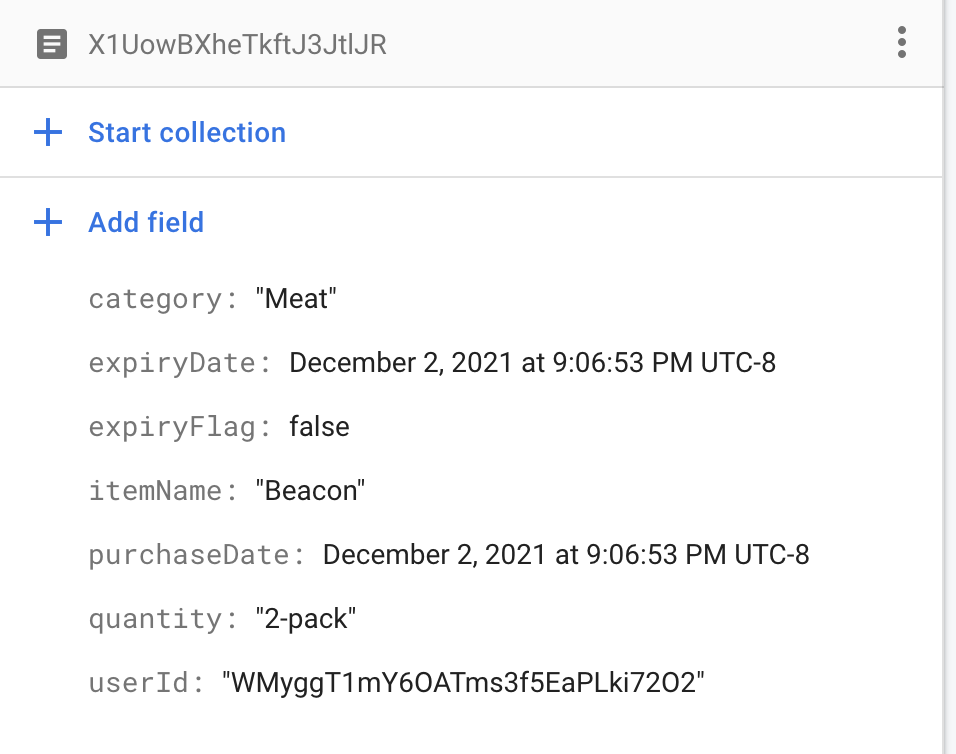 X1UowBXheTkftJ3JtlJR
Start collection
Add field
category: "Meat"
expiryDate: December 2, 2021 at 9:06:53 PM UTC-8
expiryFlag: false
itemName: "Beacon"
purchaseDate: December 2, 2021 at 9:06:53 PM UTC-8
quantity: "2-pack"
userId: "WMyggT1mY6OATms3f5EaPLki72O2"